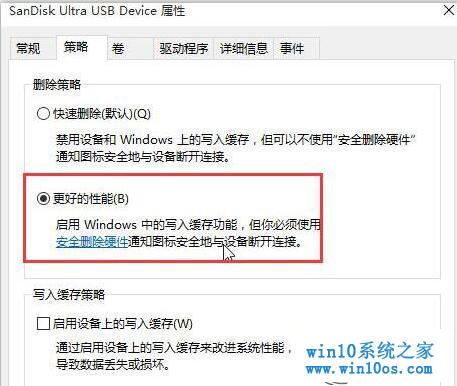 SanDisk Ultra USB Device 属性
常规 策略 卷 驱动程序 详细信息 事件
删除策略
快速删除(默认)(Q)
禁用设备和 Windows 上的写入缓存，但可以不使用"安全删除硬件"
通知图标安全地与设备断开连接。
更好的性能(B)
启用 Windows 中的写入缓存功能，但你必须使用
安全删除硬件通知图标安全地与设备断开连接。
写入缓存策略
启用设备上的写入缓存(W)
通过启用设备上的写入缓存来改进系统性能，
导致数据丢失或损坏。
win10系统之家
www.win10os.com